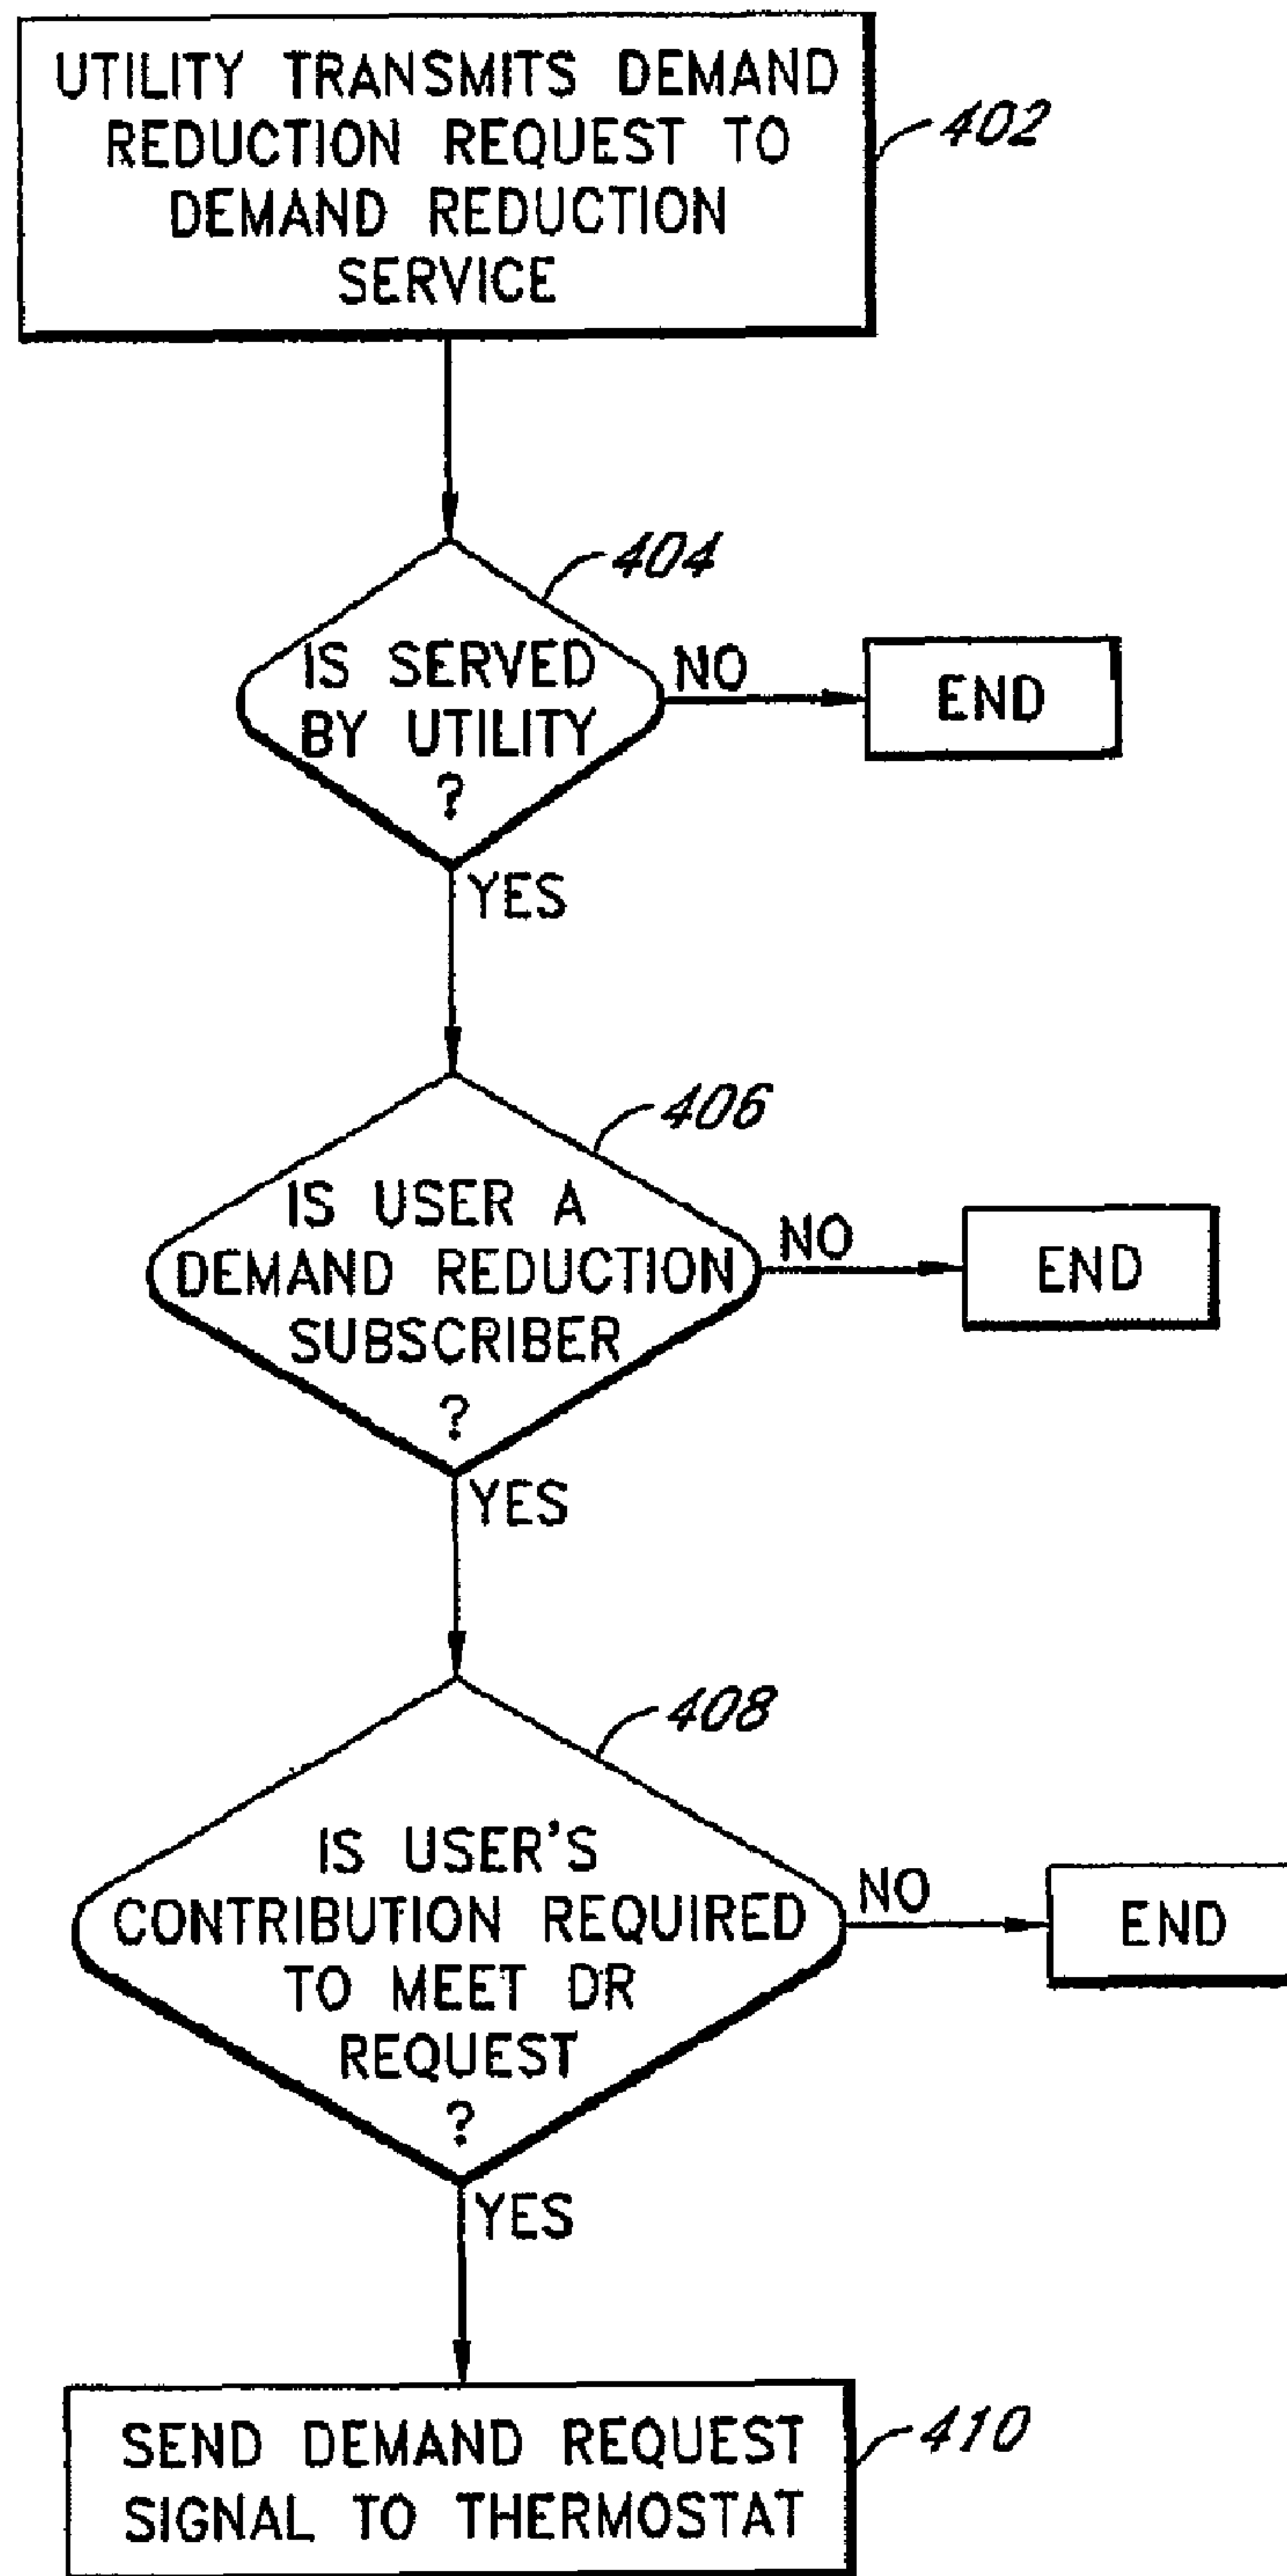 UTILITY TRANSMITS DEMAND
REDUCTION REQUEST TO
DEMAND REDUCTION
SERVICE
402
404
IS SERVED
BY UTILITY
?
NO
END
YES
406
IS USER A
DEMAND REDUCTION
SUBSCRIBER
?
NO
END
YES
408
IS USER'S
CONTRIBUTION REQUIRED
TO MEET DR
REQUEST
?
NO
END
YES
SEND DEMAND REQUEST
SIGNAL TO THERMOSTAT
410